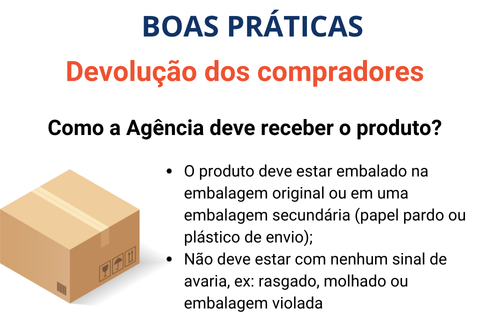 BOAS PRÁTICAS
Devolução dos compradores
Como a Agência deve receber o produto?
• O produto deve estar embalado na
embalagem original ou em uma
embalagem secundária (papel pardo ou
plástico de envio);
• Não deve estar com nenhum sinal de
avaria, ex: rasgado, molhado ou
embalagem violada